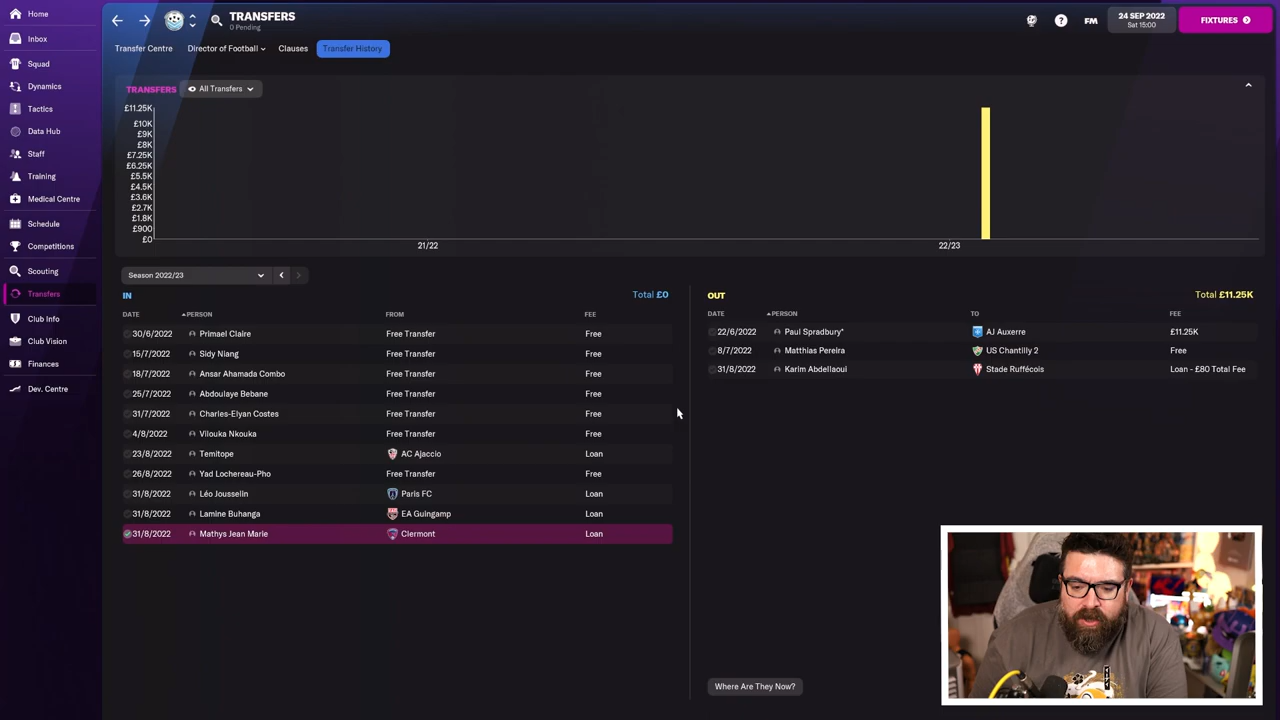 Home
Inbox
Squad
Dynamics
Tactics
Data Hub
Staff
Training
Medical Centre
Schedule
Competitions
Scouting
Transfers
Club Info
Club Vision
Finances
Dev. Centre
TRANSFERS
0 Pending
? FM
24 SEP 2022
Sat 15:00
FIXTURES
Transfer Centre Director of Football Clauses Transfer History
TRANSFERS All Transfers
£11.25K
£10K
£9K
£8K
£7.25K
£6.25K
£5.5K
£4.5K
£3.6K
£2.7K
£1.8K
£900
£0
21/22 22/23
Season 2022/23
IN Total £0
DATE PERSON FROM FEE
30/6/2022 Primael Claire Free Transfer Free
15/7/2022 Sidy Niang Free Transfer Free
18/7/2022 Ansar Ahamada Combo Free Transfer Free
25/7/2022 Abdoulaye Bebane Free Transfer Free
31/7/2022 Charles-Elyan Costes Free Transfer Free
4/8/2022 Vilouka Nkouka Free Transfer Free
23/8/2022 Temitope AC Ajaccio Loan
26/8/2022 Yad Lochereau-Pho Free Transfer Free
31/8/2022 Léo Jousselin Paris FC Loan
31/8/2022 Lamine Buhanga EA Guingamp Loan
31/8/2022 Mathys Jean Marie Clermont Loan
OUT Total £11.25K
DATE PERSON TO FEE
22/6/2022 Paul Spradbury* AJ Auxerre £11.25K
8/7/2022 Matthias Pereira US Chantilly 2 Free
31/8/2022 Karim Abdellaoui Stade Ruffécois Loan - £80 Total Fee
Where Are They Now?